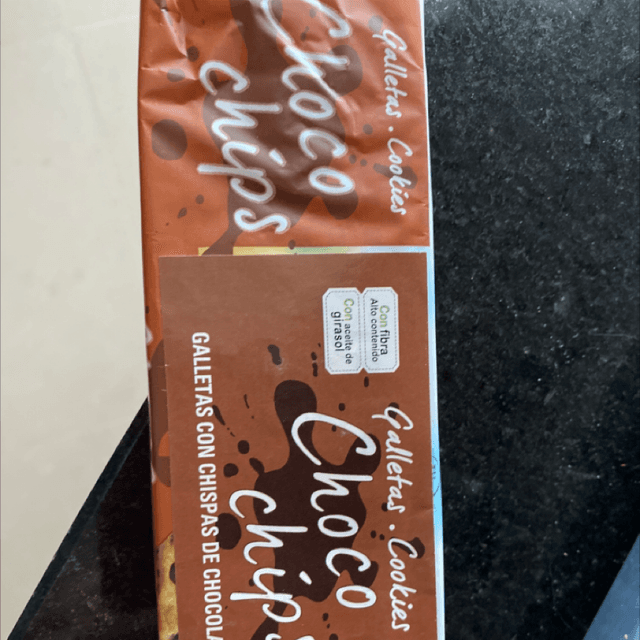 Galletas . Cookies
Choco
chips
Con fibra
Alto contenido
Con aceite de
girasol
Galletas . Cookies
Choco
chips
GALLETAS CON CHISPAS DE CHOCOLA